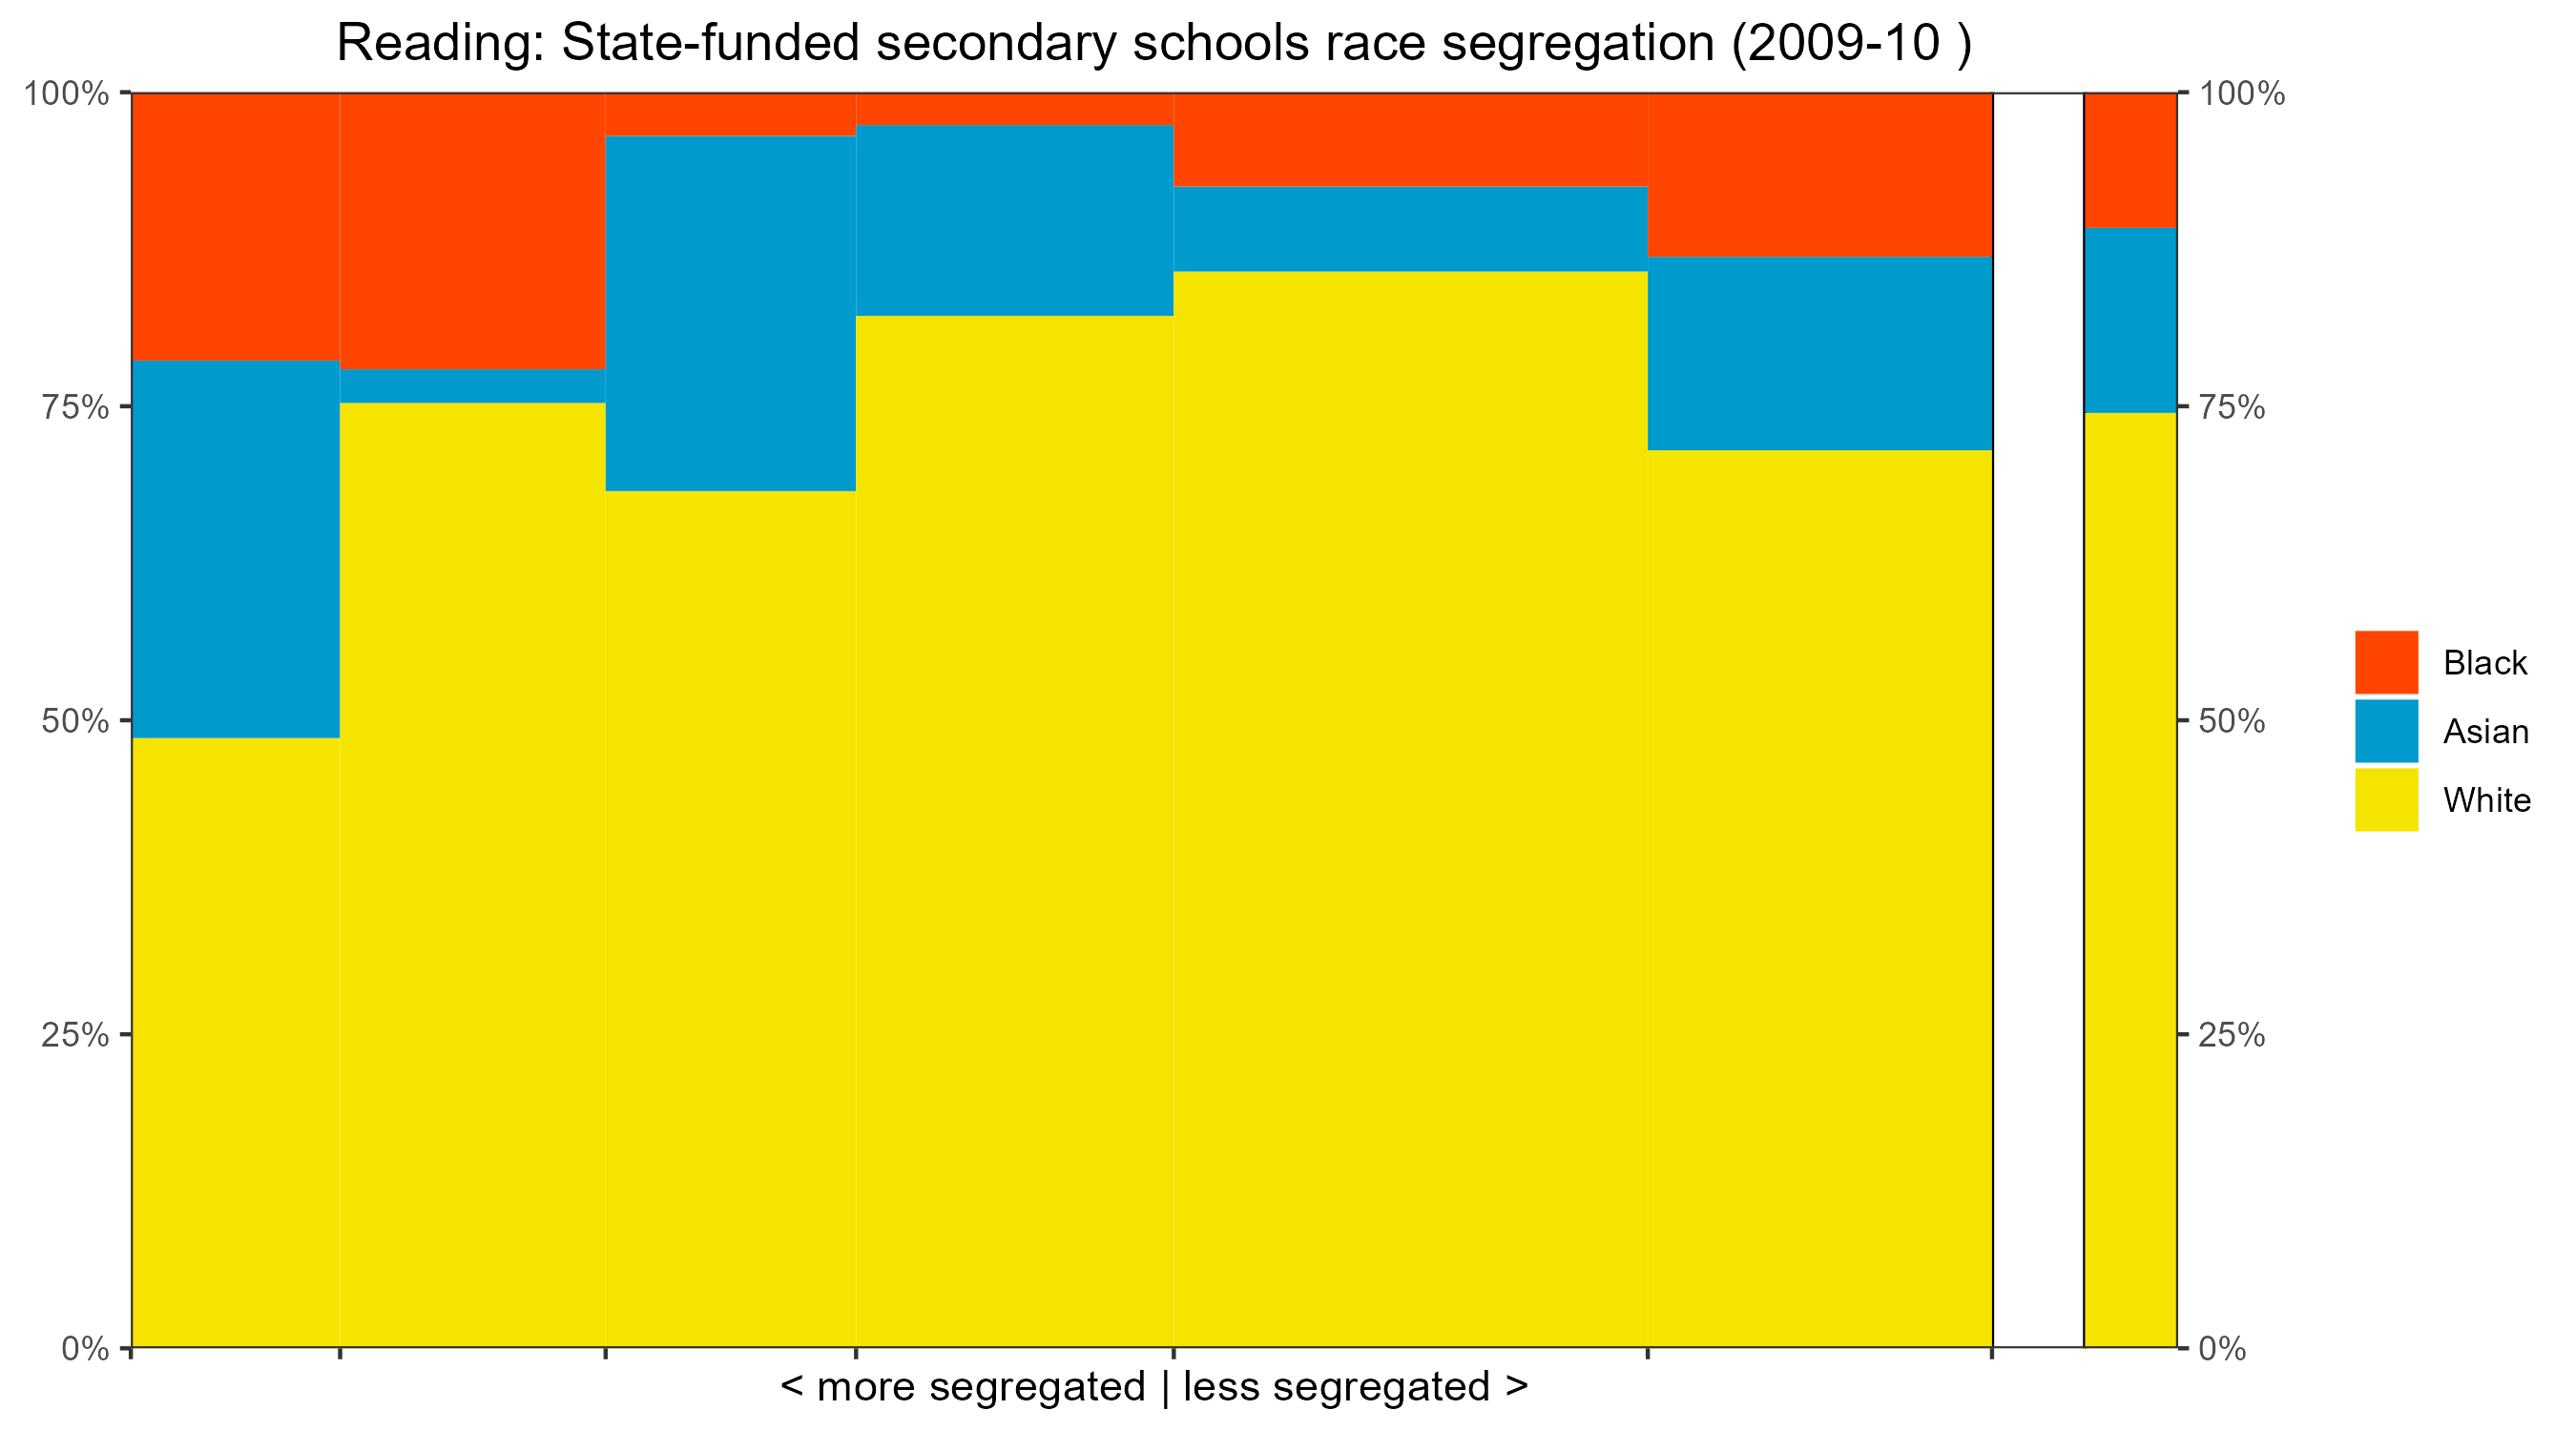 Reading: State-funded secondary schools race segregation (2009-10 )
100%
75%
50%
25%
0%
100%
75%
50%
25%
0%
Black
Asian
White
< more segregated | less segregated >